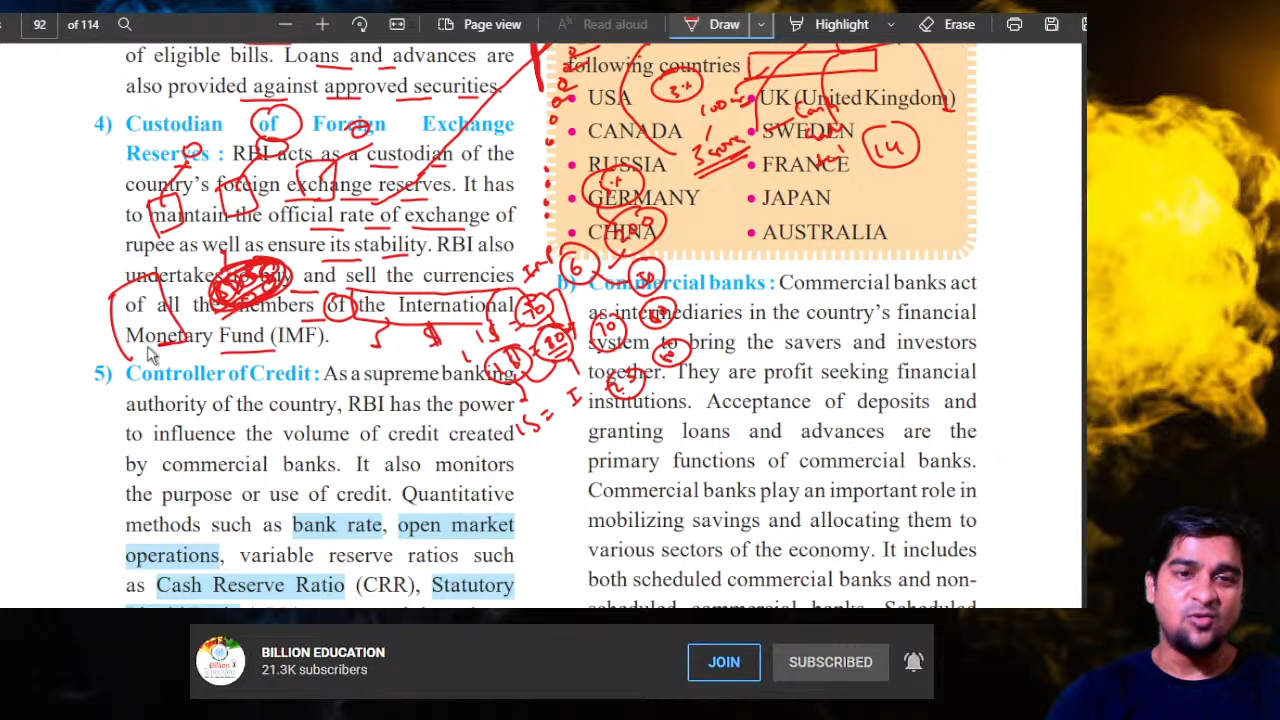 92 of 114
Page view
Read aloud
Draw
Highlight
Erase
of eligible bills. Loans and advances are
also provided against approved securities.
4) Custodian of Foreign Exchange
Reserves : RBI acts as a custodian of the
country's foreign exchange reserves. It has
to maintain the official rate of exchange of
rupee as well as ensure its stability. RBI also
undertakes to buy and sell the currencies
of all the members of the International
Monetary Fund (IMF).
5) Controller of Credit : As a supreme banking
authority of the country, RBI has the power
to influence the volume of credit created
by commercial banks. It also monitors
the purpose or use of credit. Quantitative
methods such as bank rate, open market
operations, variable reserve ratios such
as Cash Reserve Ratio (CRR), Statutory
following countries
• USA
• UK (United Kingdom)
• CANADA
• SWEDEN
• RUSSIA
• FRANCE
• GERMANY
• JAPAN
• CHINA
• AUSTRALIA
14
b) Commercial banks : Commercial banks act
as intermediaries in the country's financial
system to bring the savers and investors
together. They are profit seeking financial
institutions. Acceptance of deposits and
granting loans and advances are the
primary functions of commercial banks.
Commercial banks play an important role in
mobilizing savings and allocating them to
various sectors of the economy. It includes
both scheduled commercial banks and non-
scheduled commercial banks. Scheduled
BILLION EDUCATION
21.3K subscribers
JOIN
SUBSCRIBED